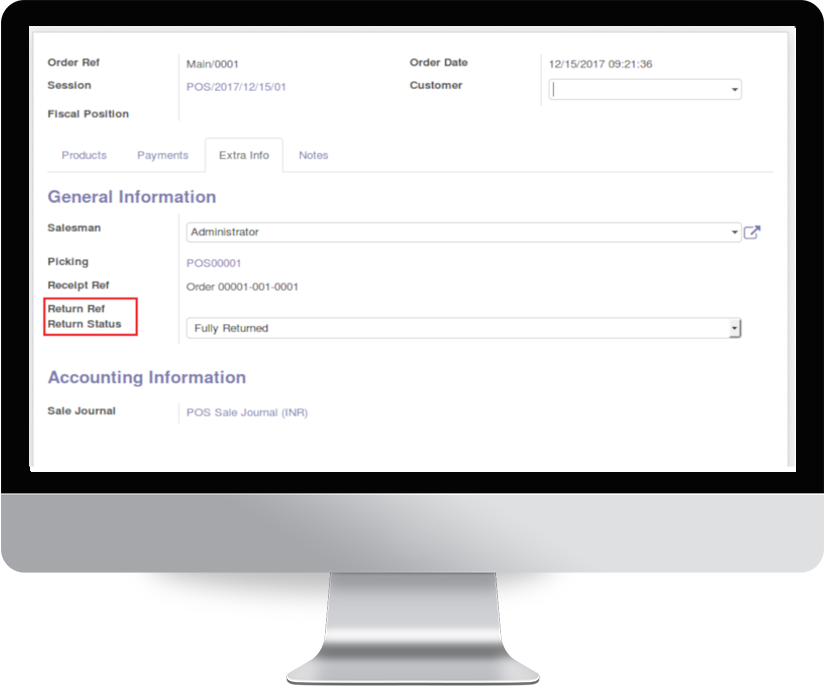 Order Ref Main/0001 Order Date 12/15/2017 09:21:36
Session POS/2017/12/15/01 Customer
Fiscal Position
Products Payments Extra Info Notes
General Information
Salesman Administrator
Picking POS00001
Receipt Ref Order 00001-001-0001
Return Ref
Return Status Fully Returned
Accounting Information
Sale Journal POS Sale Journal (INR)